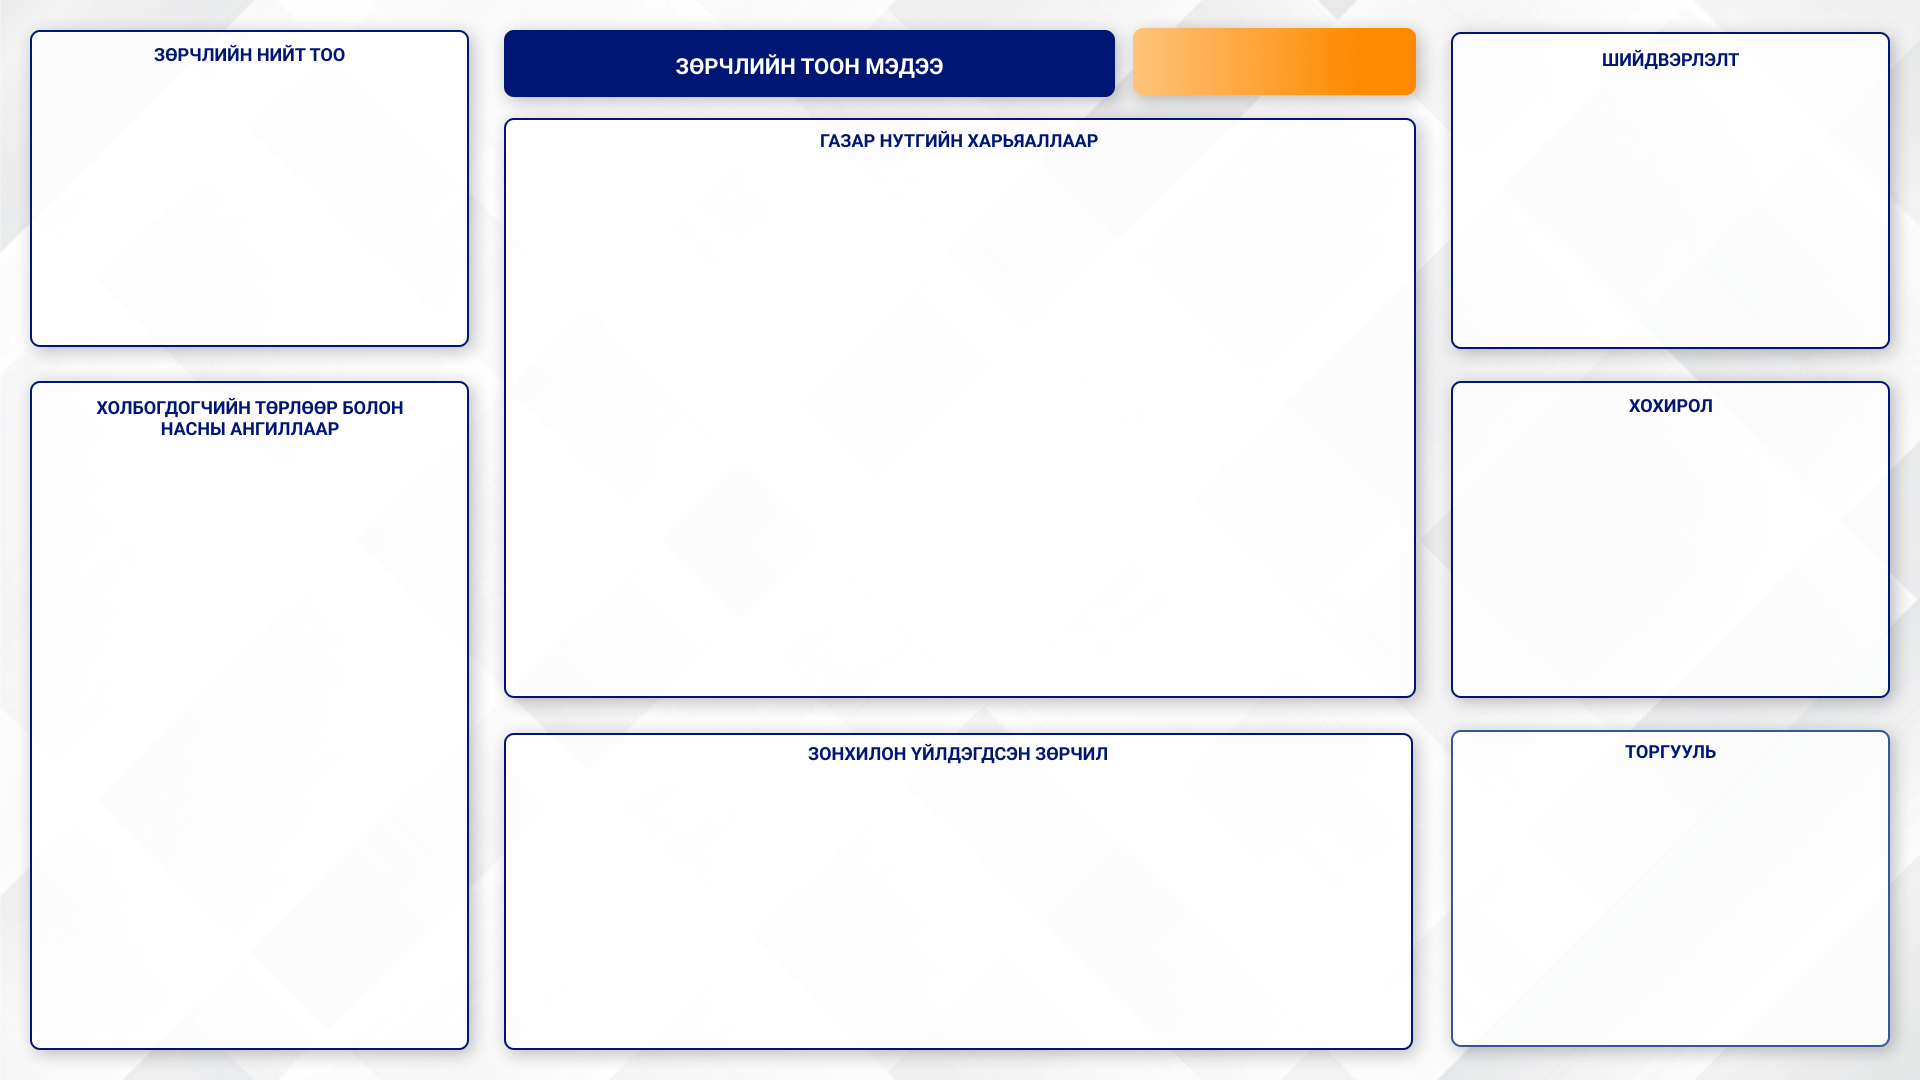 ЗӨРЧЛИЙН НИЙТ ТОО
ЗӨРЧЛИЙН ТООН МЭДЭЭ
ШИЙДВЭРЛЭЛТ
ГАЗАР НУТГИЙН ХАРЬЯАЛЛААР
ХОЛБОГДОГЧИЙН ТӨРЛӨӨР БОЛОН
НАСНЫ АНГИЛЛААР
ХОХИРОЛ
ЗОНХИЛОН ҮЙЛДЭГДСЭН ЗӨРЧИЛ
ТОРГУУЛЬ